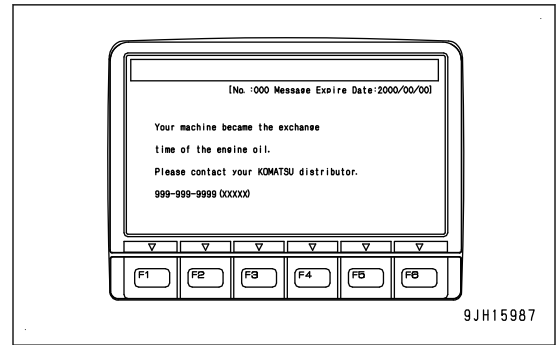 [No. :000 Message Expire Date:2000/00/00]
Your machine became the exchange
time of the engine oil.
Please contact your KOMATSU distributor.
999-999-9999(XXXXX)
F1 F2 F3 F4 F5 F6
9JH15987